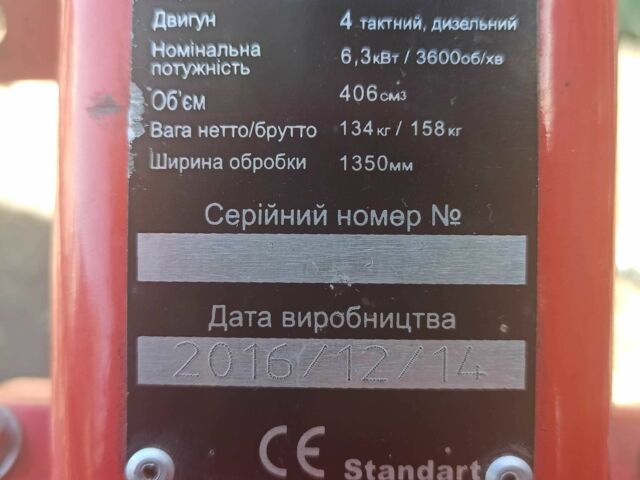 Двигун 4 тактний, дизельний
Номінальна потужність 6,3кВт / 3600об/хв
Об'єм 406см3
Вага нетто/брутто 134кг / 158кг
Ширина обробки 1350мм
Серійний номер №
Дата виробництва
2016/12/14
CE Standart